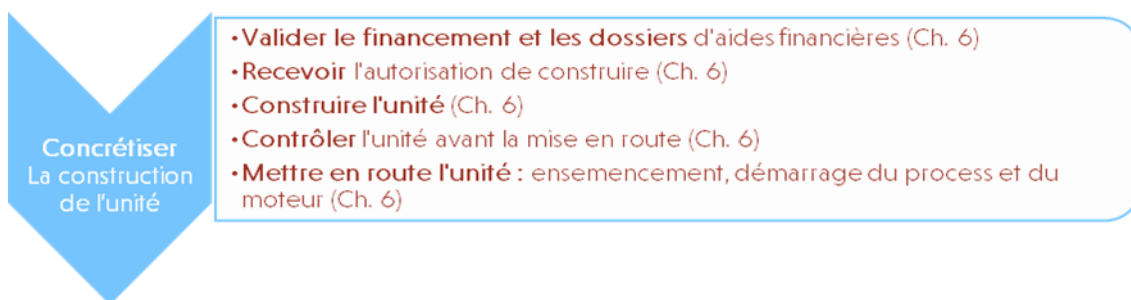 Concrétiser
La construction
de l'unité
•Valider le financement et les dossiers d'aides financières (Ch. 6)
•Recevoir l'autorisation de construire (Ch. 6)
•Construire l'unité (Ch. 6)
•Contrôler l'unité avant la mise en route (Ch. 6)
•Mettre en route l'unité : ensemencement, démarrage du process et du
moteur (Ch. 6)